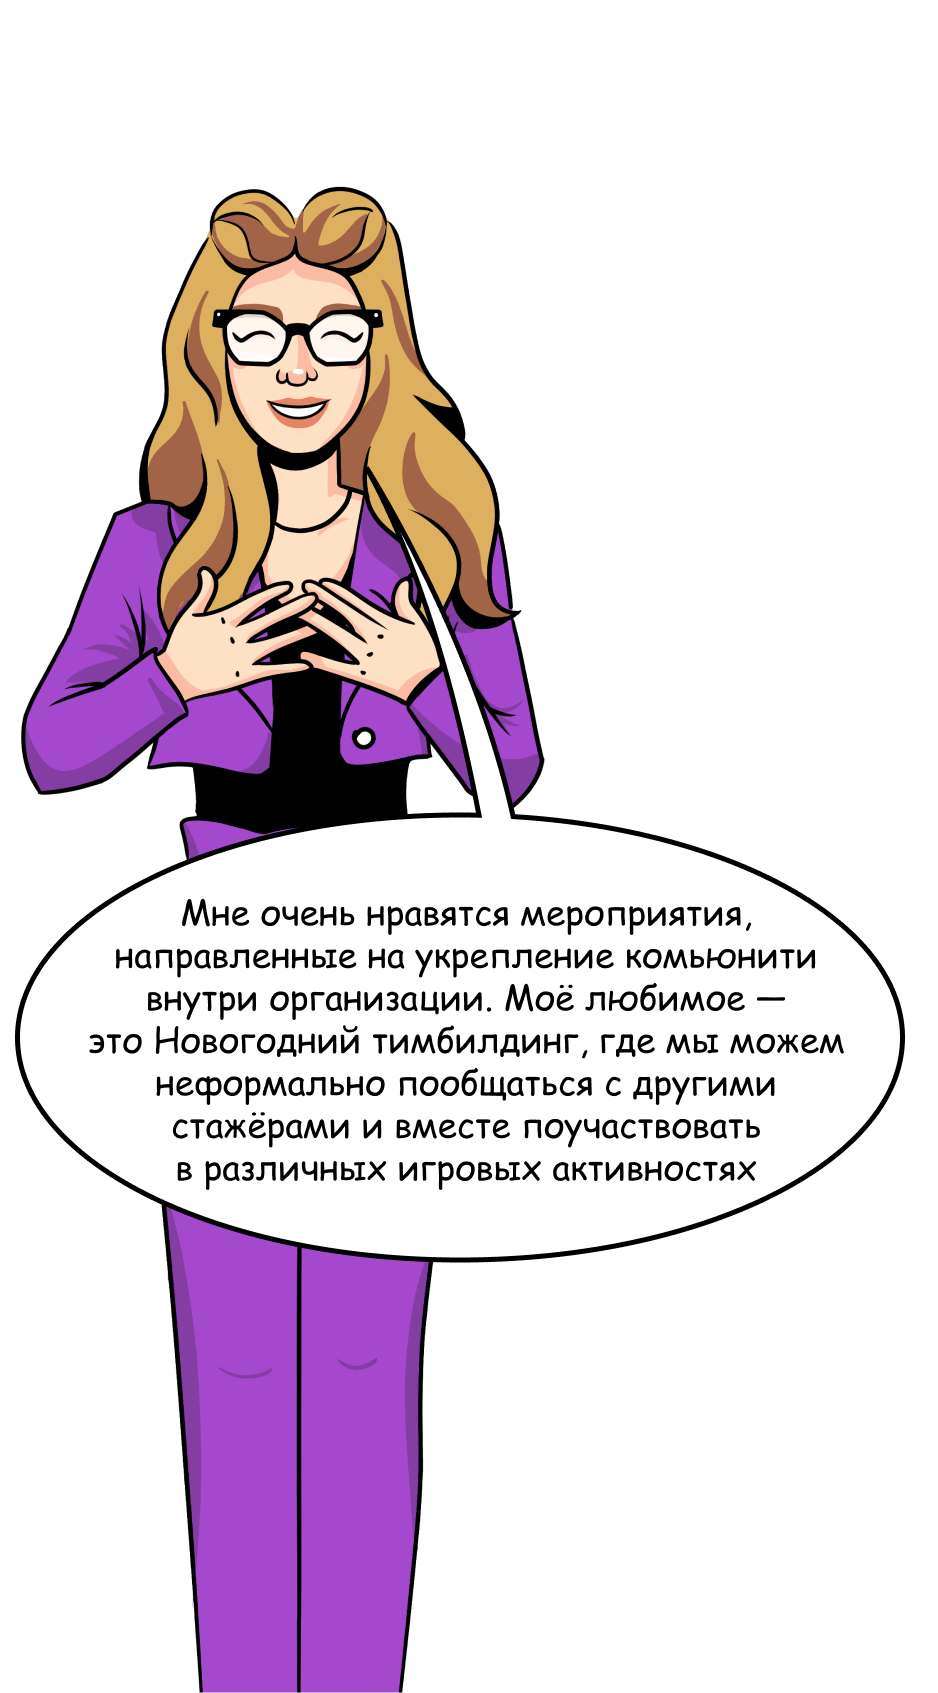 Мне очень нравятся мероприятия,
направленные на укрепление комьюнити
внутри организации. Моё любимое —
это Новогодний тимбилдинг, где мы можем
неформально пообщаться с другими
стажёрами и вместе поучаствовать
в различных игровых активностях